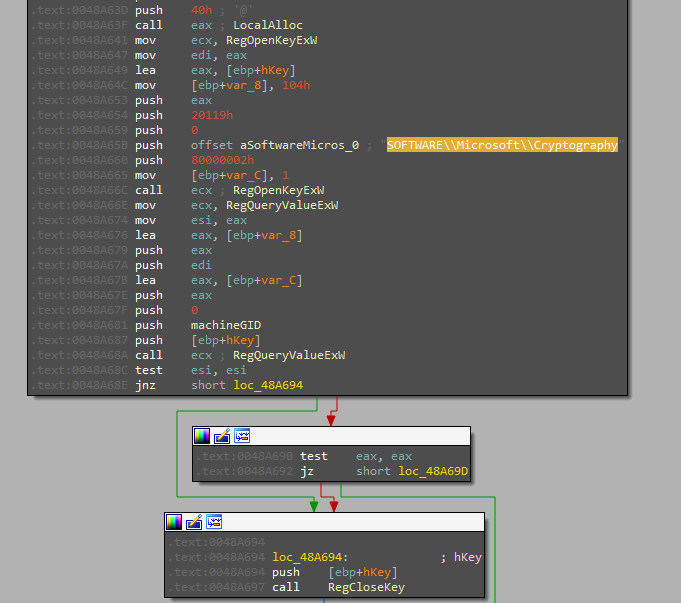 .text:0048A63D push 40h ; '@'
.text:0048A63F call eax ; LocalAlloc
.text:0048A641 mov ecx, RegOpenKeyExW
.text:0048A647 mov edi, eax
.text:0048A649 lea eax, [ebp+hKey]
.text:0048A64C mov [ebp+var_8], 104h
.text:0048A653 push eax
.text:0048A654 push 20119h
.text:0048A659 push 0
.text:0048A65B push offset aSoftwareMicros_0 ; "SOFTWARE\\Microsoft\\Cryptography"
.text:0048A660 push 80000002h
.text:0048A665 mov [ebp+var_C], 1
.text:0048A66C call ecx ; RegOpenKeyExW
.text:0048A66E mov ecx, RegQueryValueExW
.text:0048A674 mov esi, eax
.text:0048A676 lea eax, [ebp+var_8]
.text:0048A679 push eax
.text:0048A67A push edi
.text:0048A67B lea eax, [ebp+var_C]
.text:0048A67E push eax
.text:0048A67F push 0
.text:0048A681 push machineGID
.text:0048A687 push [ebp+hKey]
.text:0048A68A call ecx ; RegQueryValueExW
.text:0048A68C test esi, esi
.text:0048A68E jnz short loc_48A694
.text:0048A690 test eax, eax
.text:0048A692 jz short loc_48A69D
.text:0048A694
.text:0048A694 loc_48A694: ; hKey
.text:0048A694 push [ebp+hKey]
.text:0048A697 call RegCloseKey